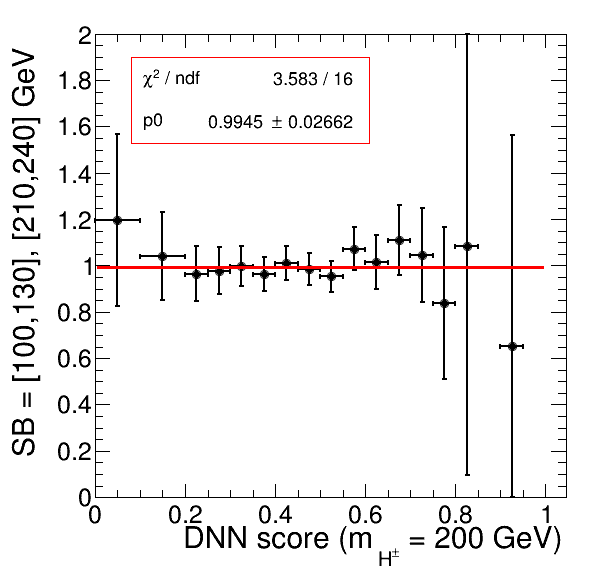 SB = [100,130], [210,240] GeV
χ² / ndf 3.583 / 16
p0 0.9945 ± 0.02662
2
1.8
1.6
1.4
1.2
1
0.8
0.6
0.4
0.2
0
0 0.2 0.4 0.6 0.8 1
DNN score (m_H± = 200 GeV)